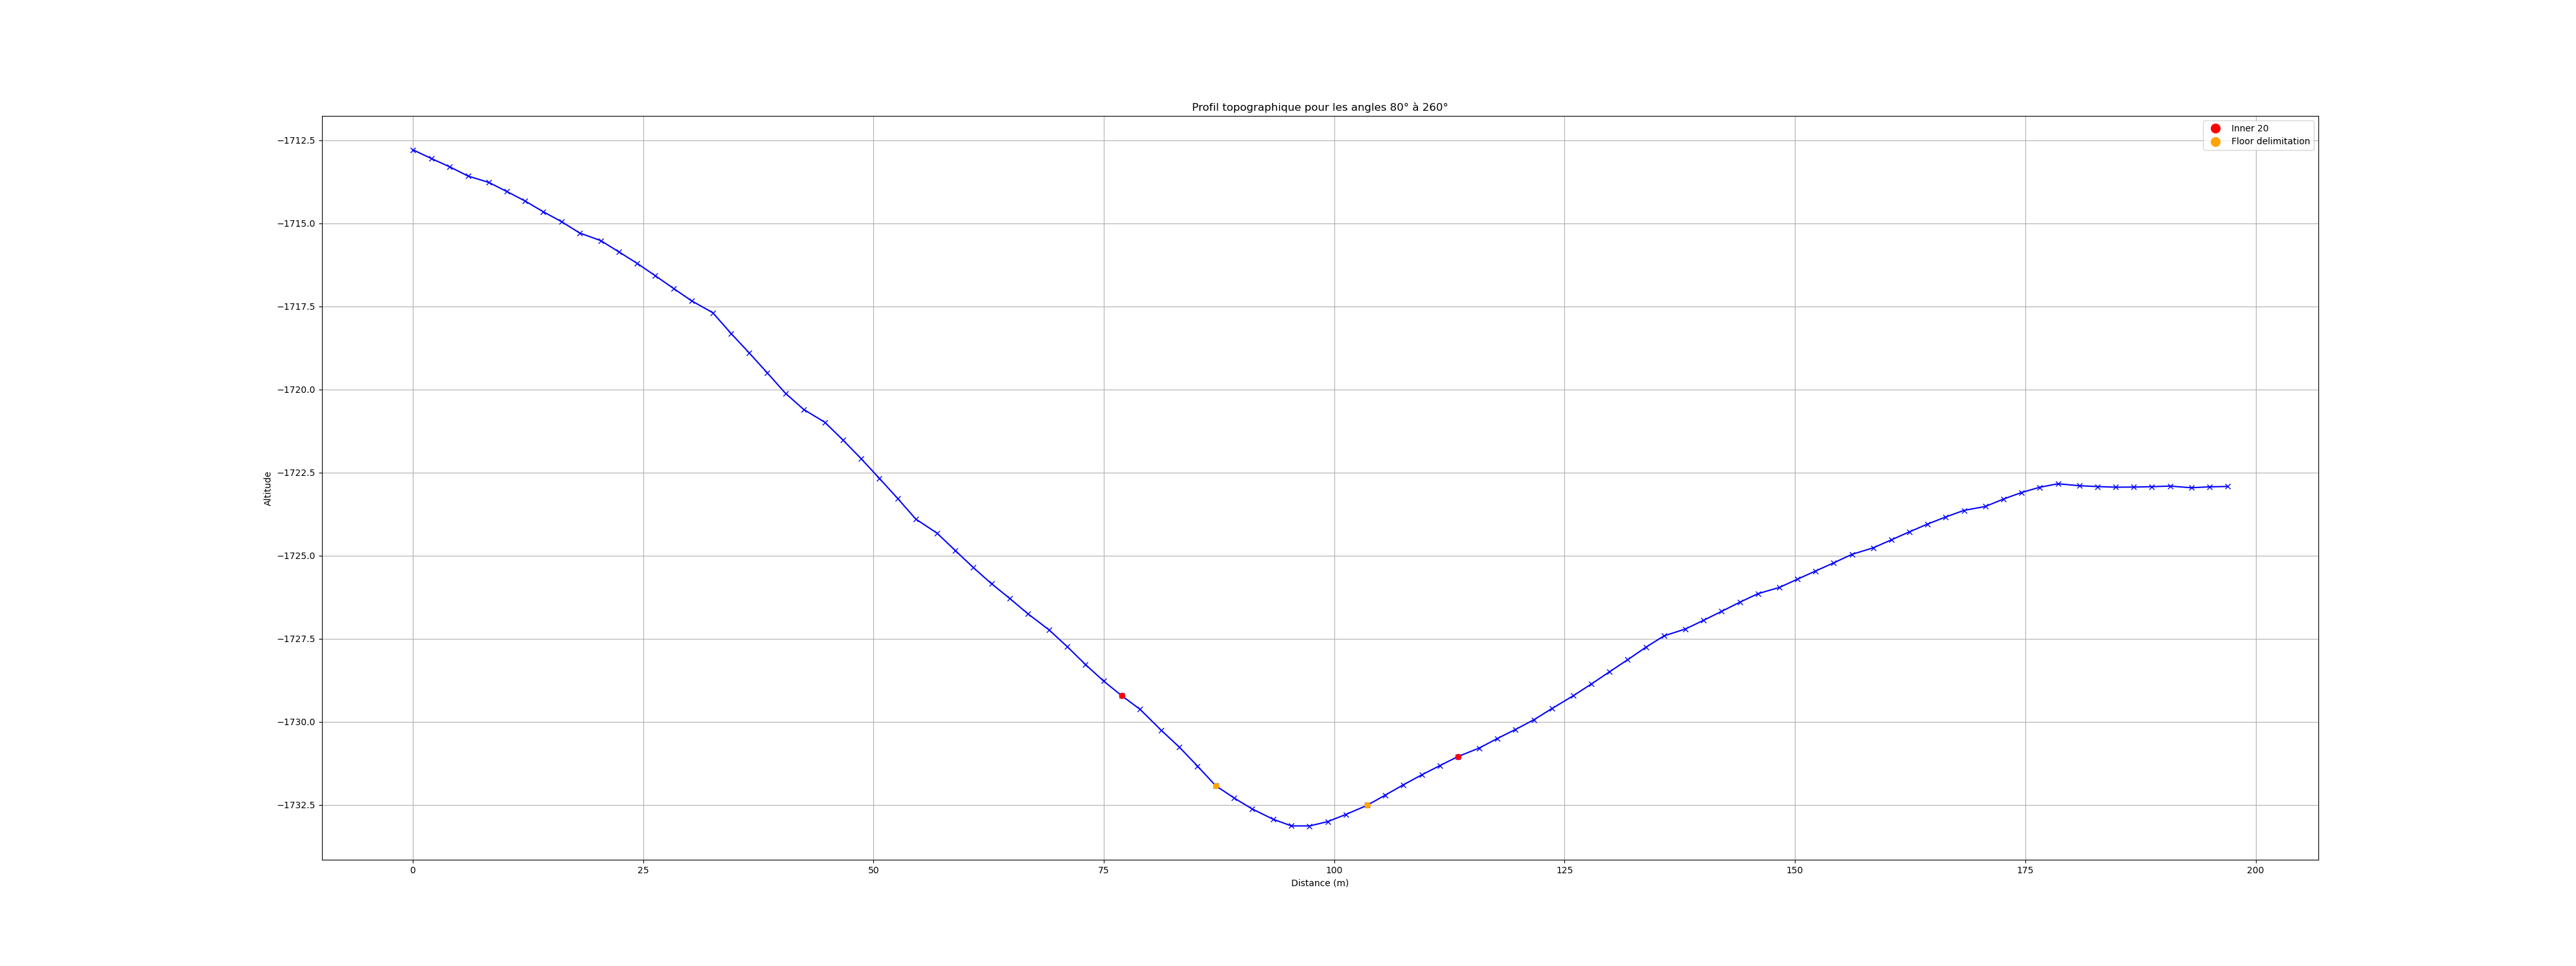 Profil topographique pour les angles 80° à 260°
Inner 20
Floor delimitation
−1712.5
−1715.0
−1717.5
−1720.0
−1722.5
−1725.0
−1727.5
−1730.0
−1732.5
Altitude
0 25 50 75 100 125 150 175 200
Distance (m)